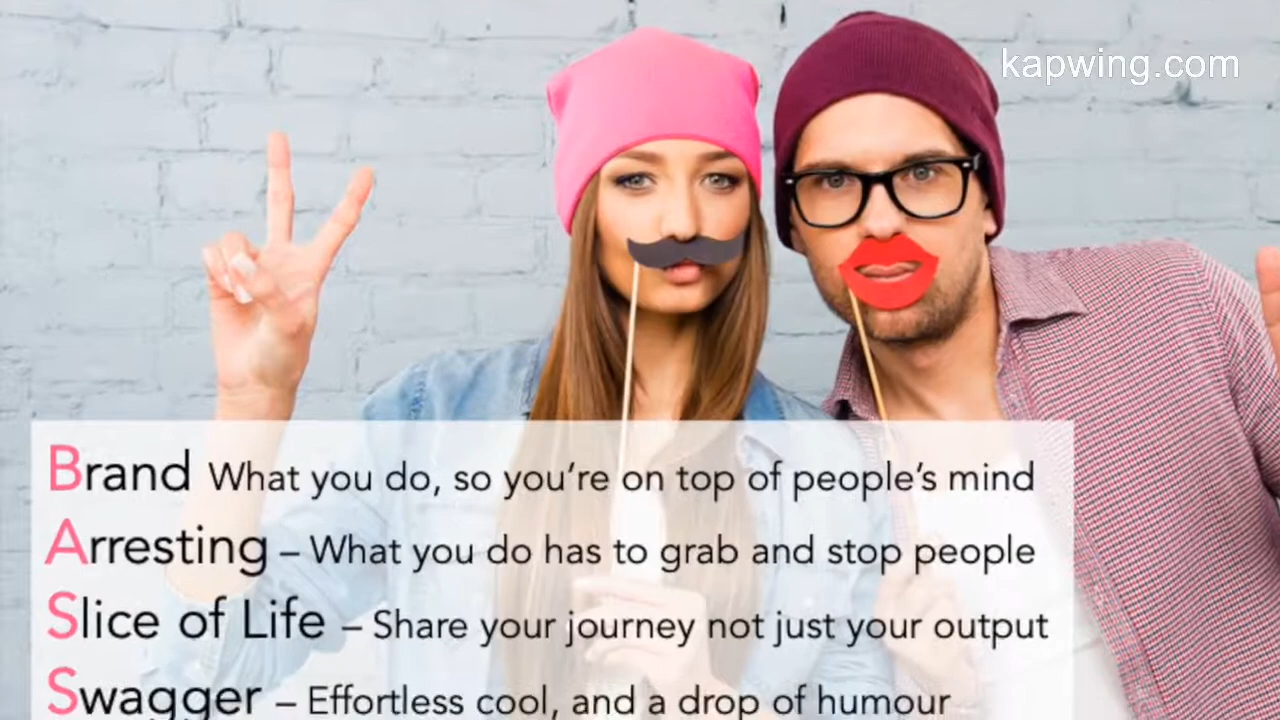 kapwing.com
Brand What you do, so you’re on top of people’s mind
Arresting – What you do has to grab and stop people
Slice of Life – Share your journey not just your output
Swagger – Effortless cool, and a drop of humour